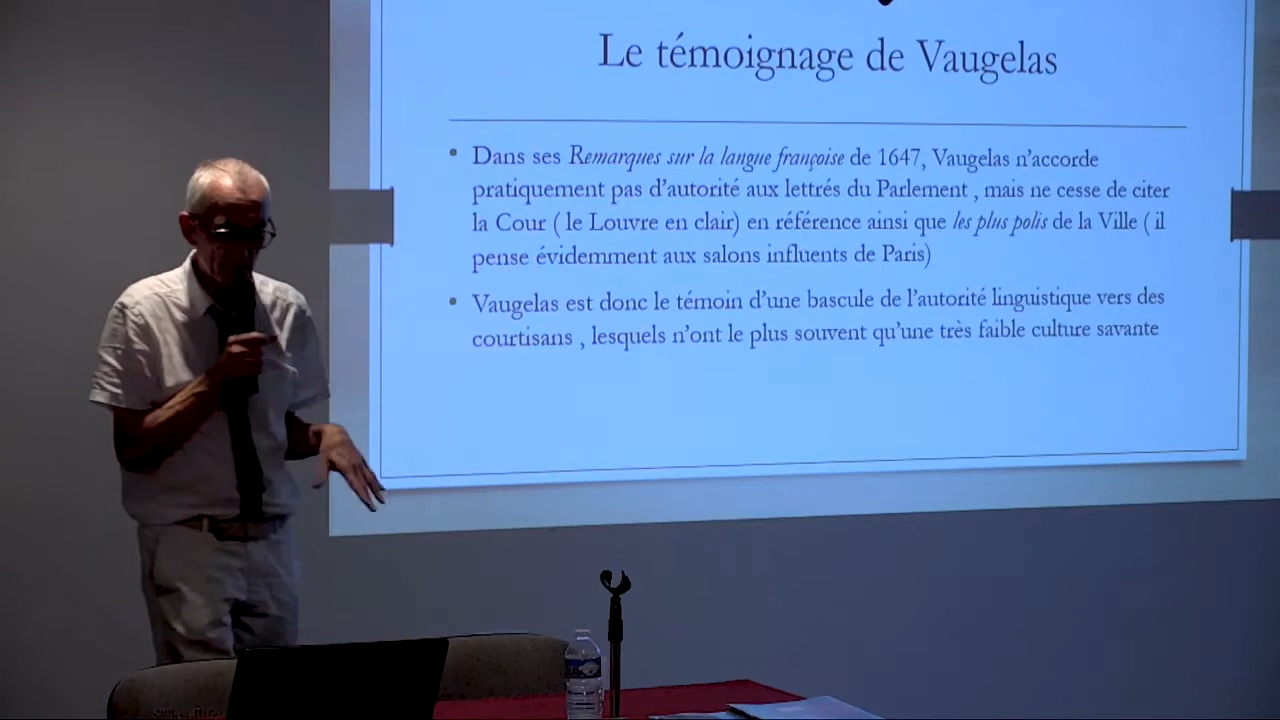 Le témoignage de Vaugelas
• Dans ses Remarques sur la langue françoise de 1647, Vaugelas n'accorde
pratiquement pas d'autorité aux lettrés du Parlement , mais ne cesse de citer
la Cour ( le Louvre en clair) en référence ainsi que les plus polis de la Ville ( il
pense évidemment aux salons influents de Paris)
• Vaugelas est donc le témoin d'une bascule de l'autorité linguistique vers des
courtisans , lesquels n'ont le plus souvent qu'une très faible culture savante